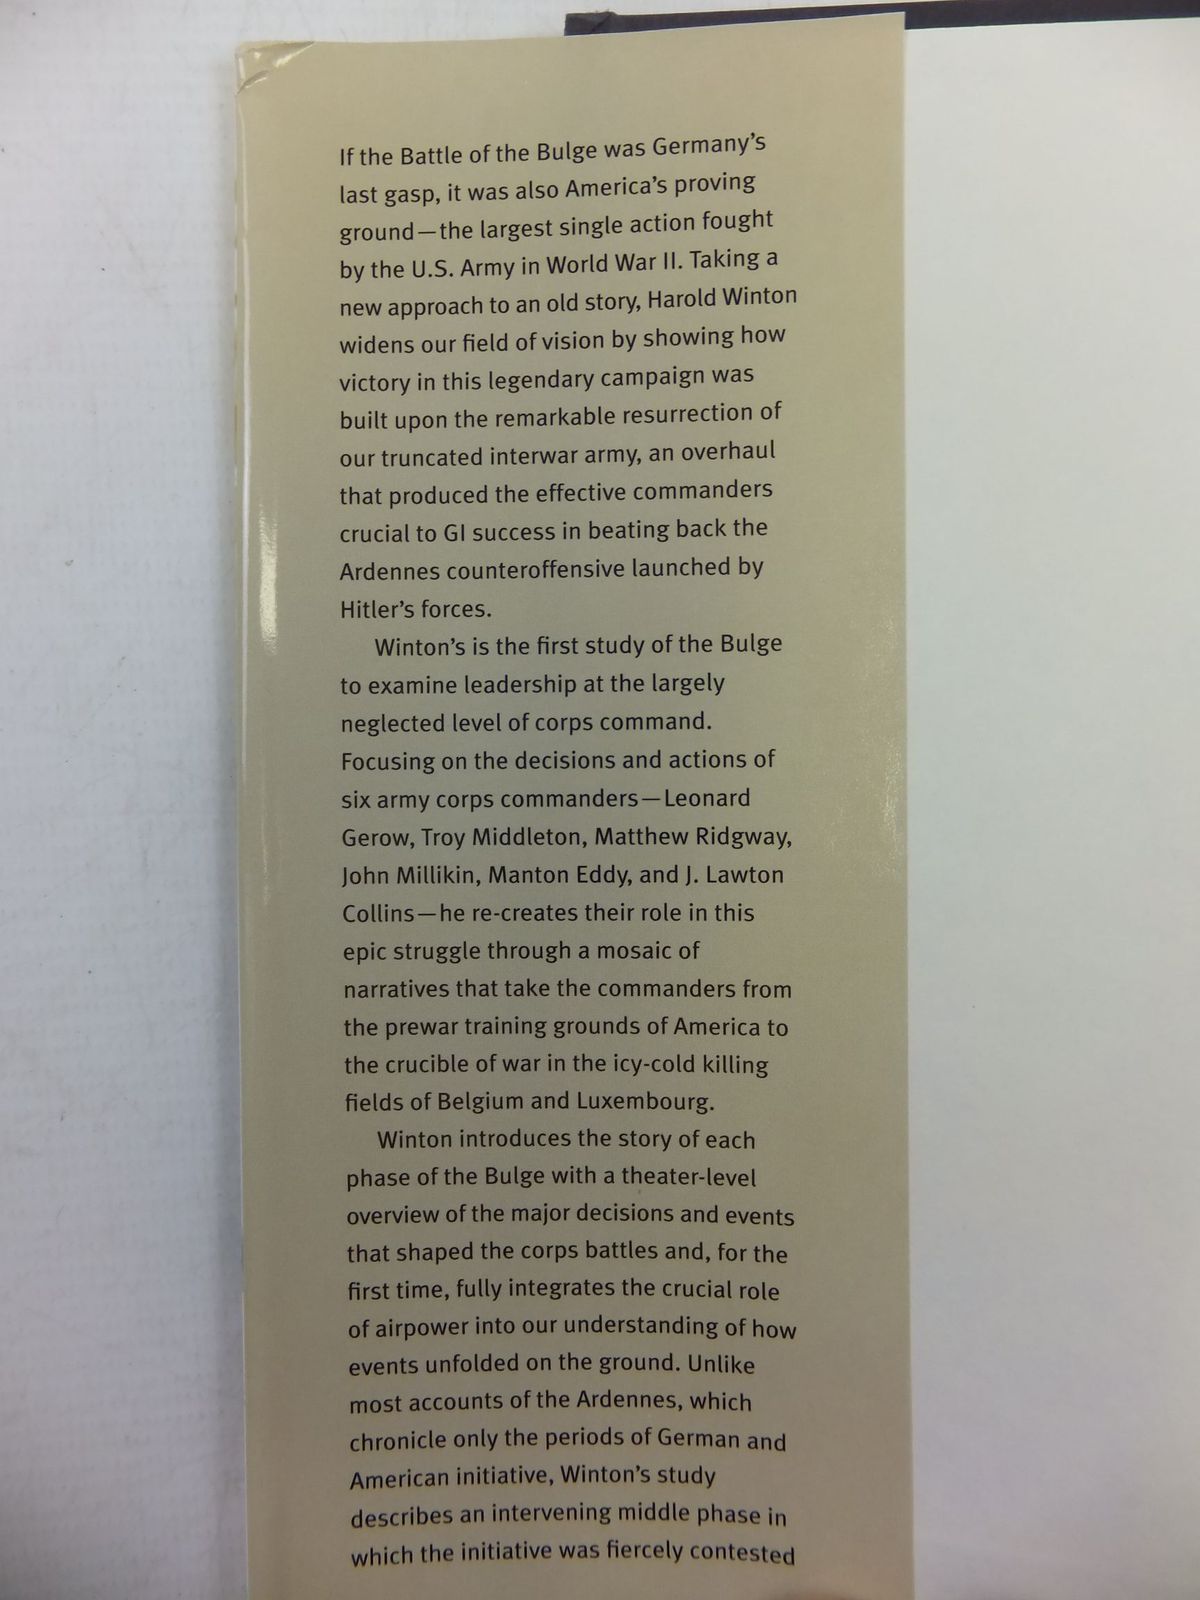 If the Battle of the Bulge was Germany's
last gasp, it was also America's proving
ground—the largest single action fought
by the U.S. Army in World War II. Taking a
new approach to an old story, Harold Winton
widens our field of vision by showing how
victory in this legendary campaign was
built upon the remarkable resurrection of
our truncated interwar army, an overhaul
that produced the effective commanders
crucial to GI success in beating back the
Ardennes counteroffensive launched by
Hitler's forces.
Winton's is the first study of the Bulge
to examine leadership at the largely
neglected level of corps command.
Focusing on the decisions and actions of
six army corps commanders—Leonard
Gerow, Troy Middleton, Matthew Ridgway,
John Millikin, Manton Eddy, and J. Lawton
Collins—he re-creates their role in this
epic struggle through a mosaic of
narratives that take the commanders from
the prewar training grounds of America to
the crucible of war in the icy-cold killing
fields of Belgium and Luxembourg.
Winton introduces the story of each
phase of the Bulge with a theater-level
overview of the major decisions and events
that shaped the corps battles and, for the
first time, fully integrates the crucial role
of airpower into our understanding of how
events unfolded on the ground. Unlike
most accounts of the Ardennes, which
chronicle only the periods of German and
American initiative, Winton's study
describes an intervening middle phase in
which the initiative was fiercely contested